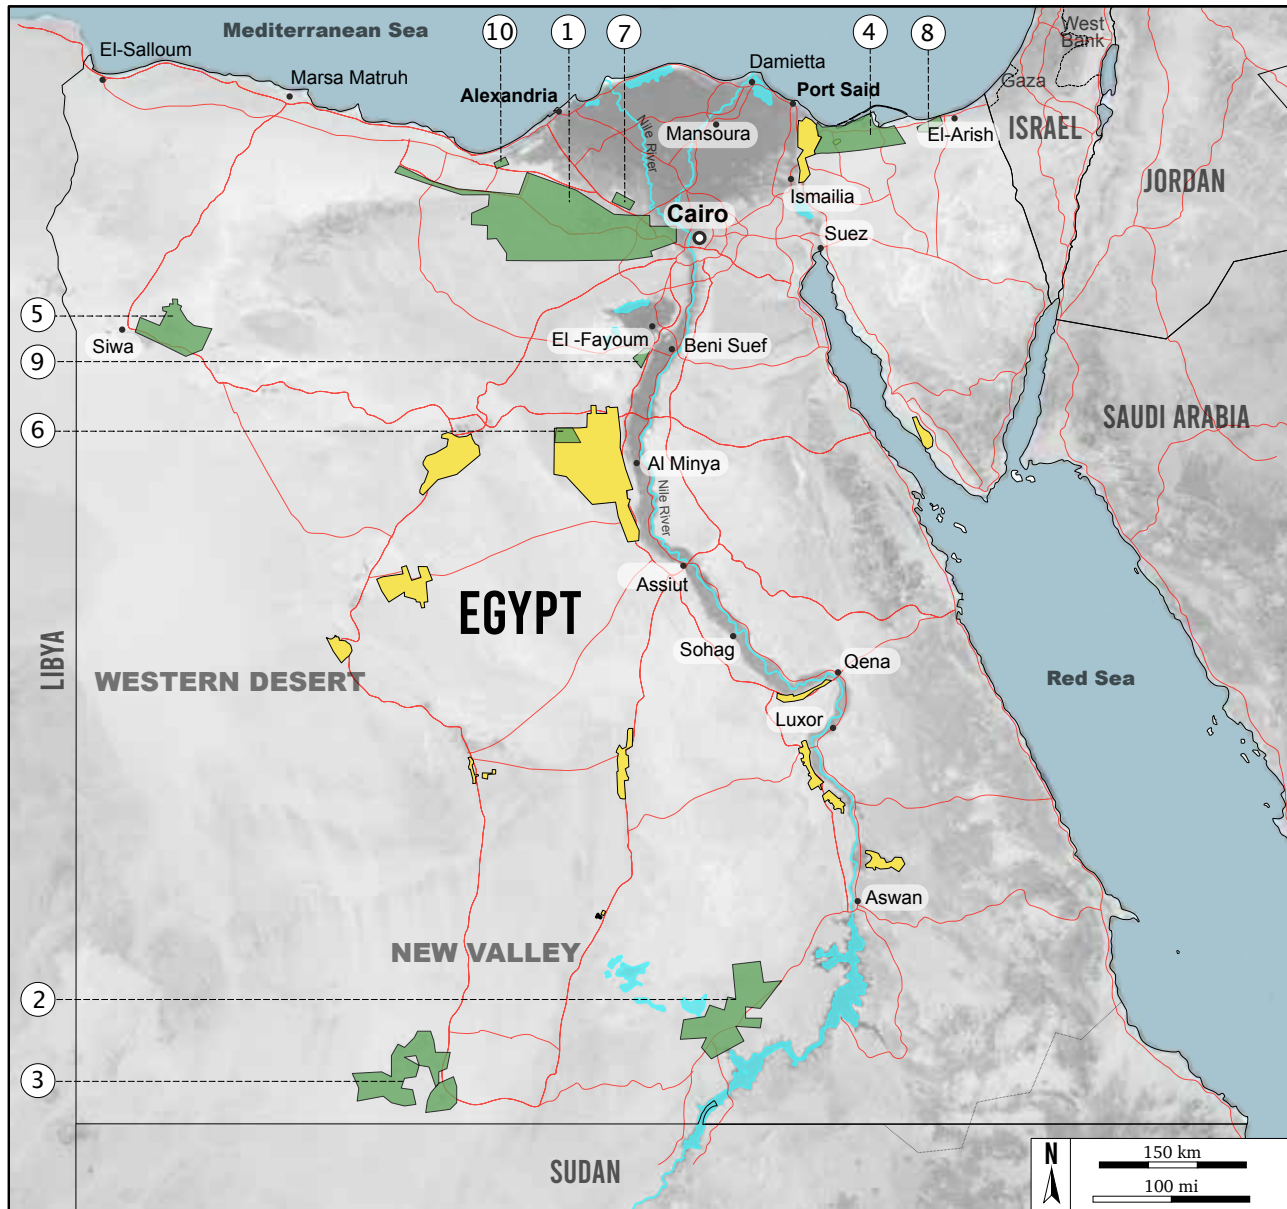 Mediterranean Sea
10
1
7
4
8
West
Bank
El-Salloum
Damietta
Gaza
Marsa Matruh
Alexandria
Port Said
Nile River
Mansoura
El-Arish
ISRAEL
JORDAN
Ismailia
Cairo
Suez
5
Siwa
El -Fayoum
Beni Suef
9
SAUDI ARABIA
6
Al Minya
Nile River
Assiut
EGYPT
LIBYA
Sohag
Qena
WESTERN DESERT
Red Sea
Luxor
Aswan
NEW VALLEY
2
3
SUDAN
N
150 km
100 mi